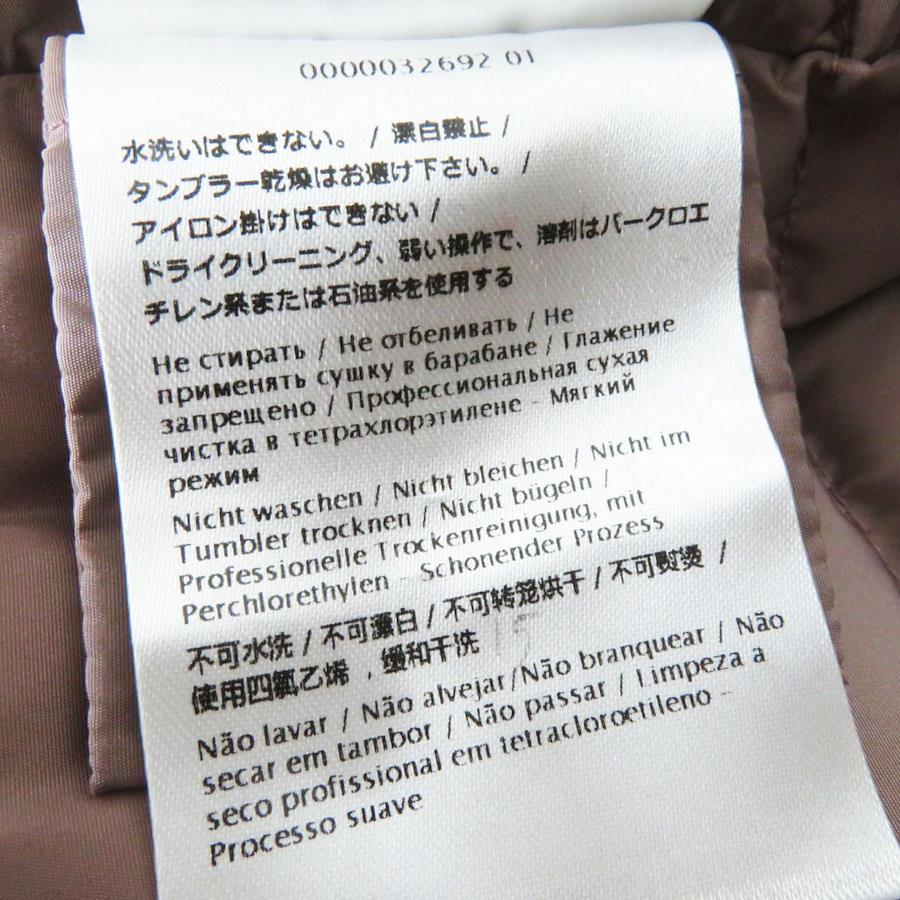 0000032692 01
水洗いはできない。 / 漂白禁止 /
タンブラー乾燥はお避け下さい。 /
アイロン掛けはできない /
ドライクリーニング、弱い操作で、溶剤はパークロエ
チレン系または石油系を使用する
Не стирать / Не отбеливать / Не
применять сушку в барабане / Глажение
запрещено / Профессиональная сухая
чистка в тетрахлорэтилене - Мягкий
режим
Nicht waschen / Nicht bleichen / Nicht im
Tumbler trocknen / Nicht bügeln /
Professionelle Trockenreinigung, mit
Perchlorethylen - Schonender Prozess
不可水洗 / 不可漂白 / 不可转笼烘干 / 不可熨烫 /
使用四氯乙烯 , 缓和干洗
Não lavar / Não alvejar/Não branquear / Não
secar em tambor / Não passar / Limpeza a
seco profissional em tetracloroetileno -
Processo suave